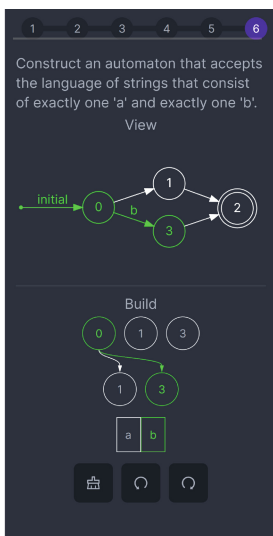 1 2 3 4 5 6
Construct an automaton that accepts
the language of strings that consist
of exactly one 'a' and exactly one 'b'.
View
1
initial 0 b 2
3
Build
0 1 3
1 3
a b